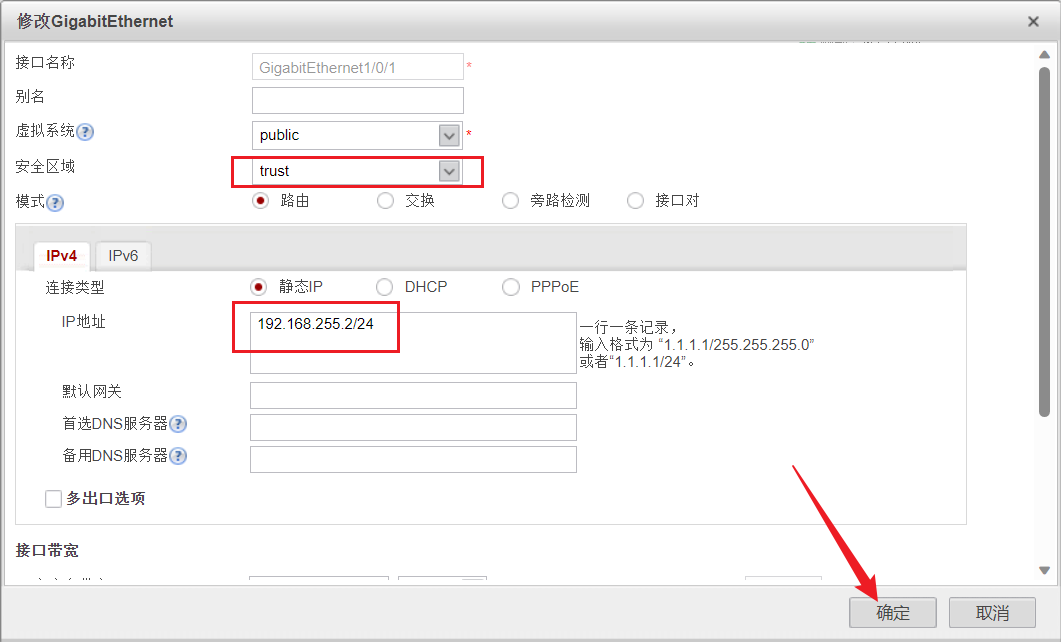 修改GigabitEthernet
接口名称 GigabitEthernet1/0/1 *
别名
虚拟系统 ? public *
安全区域 trust
模式 ? 路由 交换 旁路检测 接口对
IPv4 IPv6
连接类型 静态IP DHCP PPPoE
IP地址 192.168.255.2/24
一行一条记录，
输入格式为 “1.1.1.1/255.255.255.0”
或者“1.1.1.1/24”。
默认网关
首选DNS服务器 ?
备用DNS服务器 ?
多出口选项
接口带宽
确定 取消